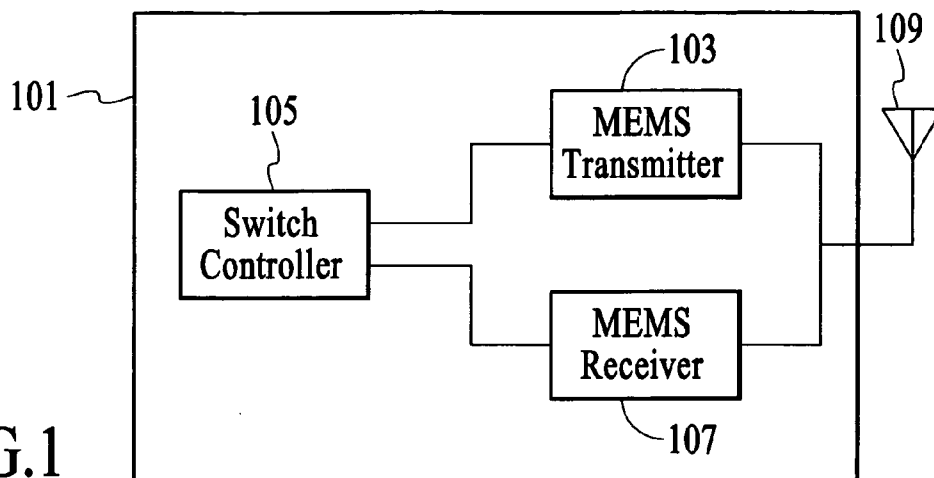 103
109
101
105
MEMS
Transmitter
Switch
Controller
MEMS
Receiver
107
G.1